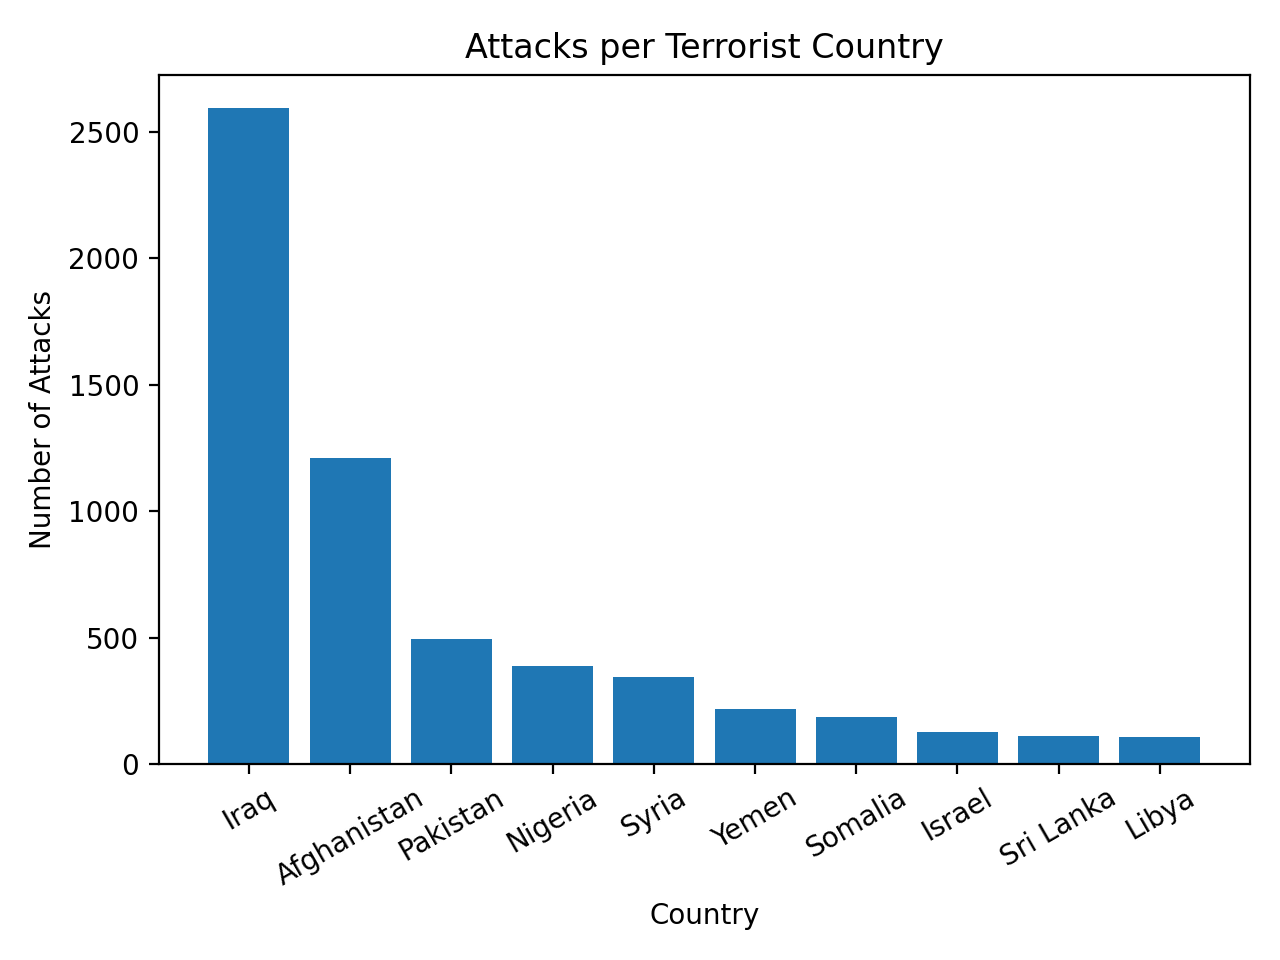 Attacks per Terrorist Country
Number of Attacks
2500
2000
1500
1000
500
0
Iraq
Afghanistan
Pakistan
Nigeria
Syria
Yemen
Somalia
Israel
Sri Lanka
Libya
Country